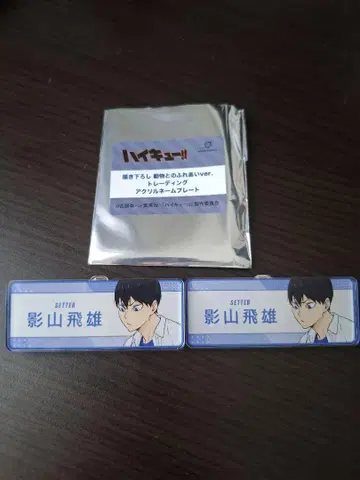 ハイキュー!!
描き下ろし 動物とのふれあいver.
トレーディング
アクリルネームプレート
SETTER
影山飛雄
SETTER
影山飛雄